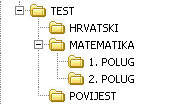 TEST
HRVATSKI
MATEMATIKA
1. POLUG
2. POLUG
POVIJEST